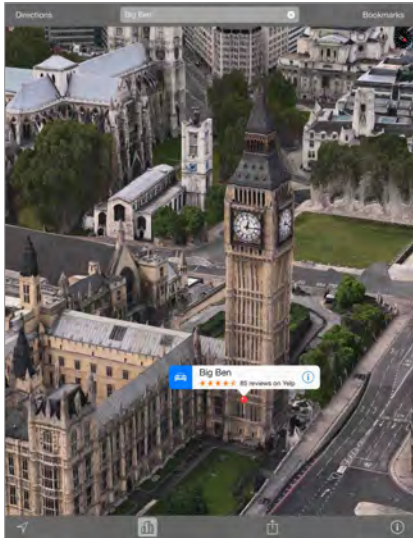 Directions
Big Ben
Bookmarks
Big Ben
85 reviews on Yelp